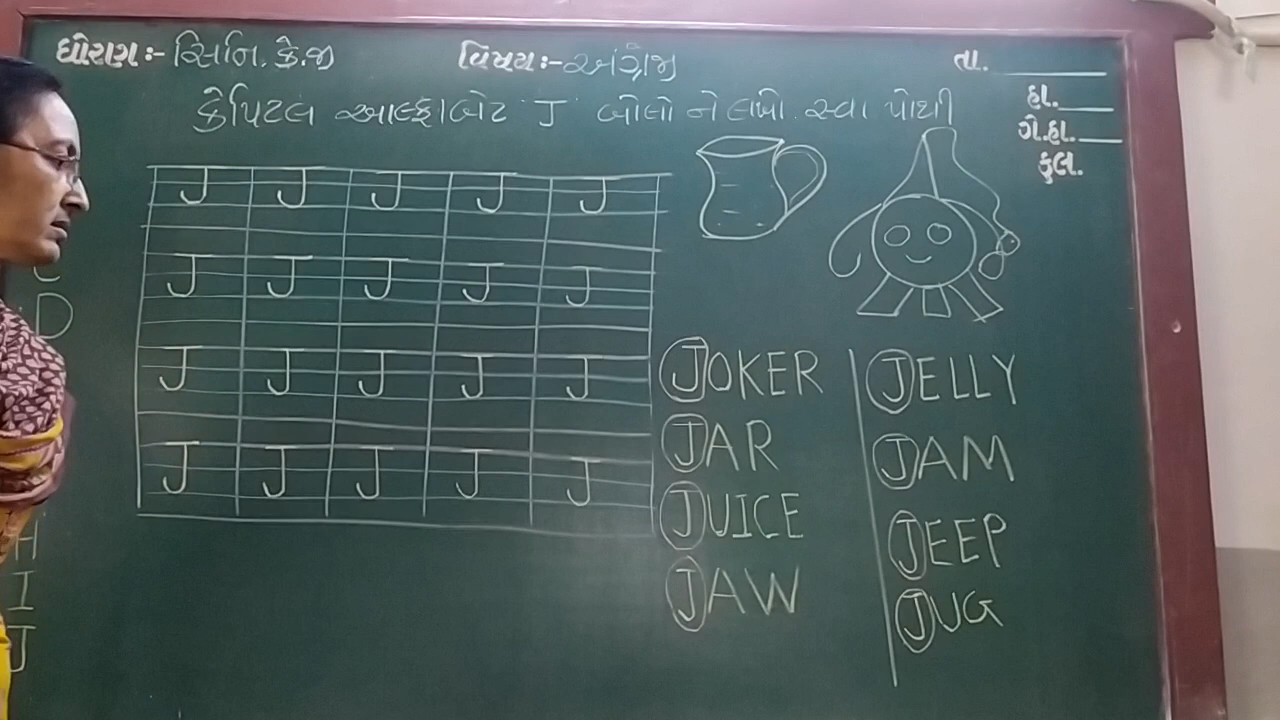 ધોરણઃ- સિનિ. કે.જી વિષયઃ- અંગ્રેજી તા.
કેપિટલ આલ્ફાબેટ J બોલો ને લખો. સ્વા પોથી
હા.
ગે.હા.
કુલ.
J J J J J
J J J J J
J J J J J
J J J J J
JOKER JELLY
JAR JAM
JUICE JEEP
JAW JUG
D
H
I
J